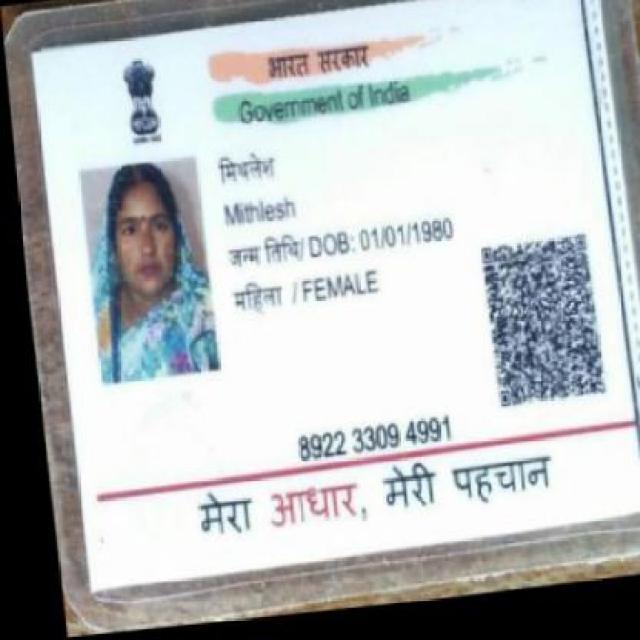 भारत सरकार
Government of India
मिथलेश
Mithlesh
जन्म तिथि/ DOB: 01/01/1980
महिला / FEMALE
8922 3309 4991
मेरा आधार, मेरी पहचान